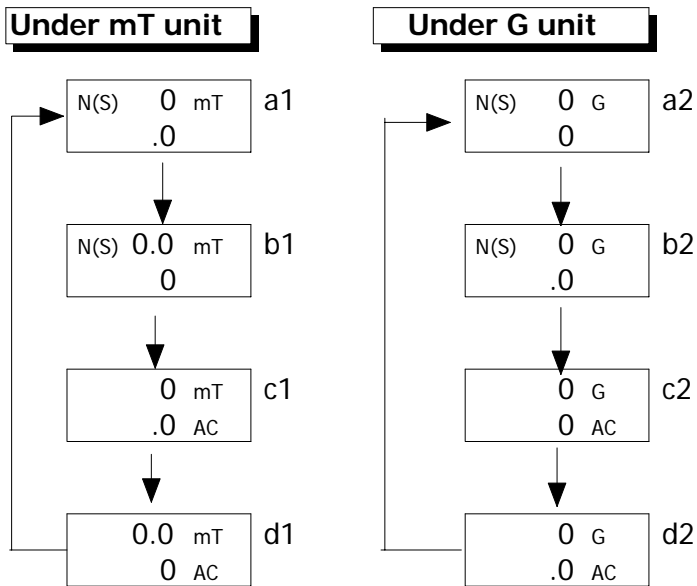 Under mT unit
N(S) 0 mT a1
.0
N(S) 0.0 mT b1
0
0 mT c1
.0 AC
0.0 mT d1
0 AC
Under G unit
N(S) 0 G a2
0
N(S) 0 G b2
.0
0 G c2
0 AC
0 G d2
.0 AC